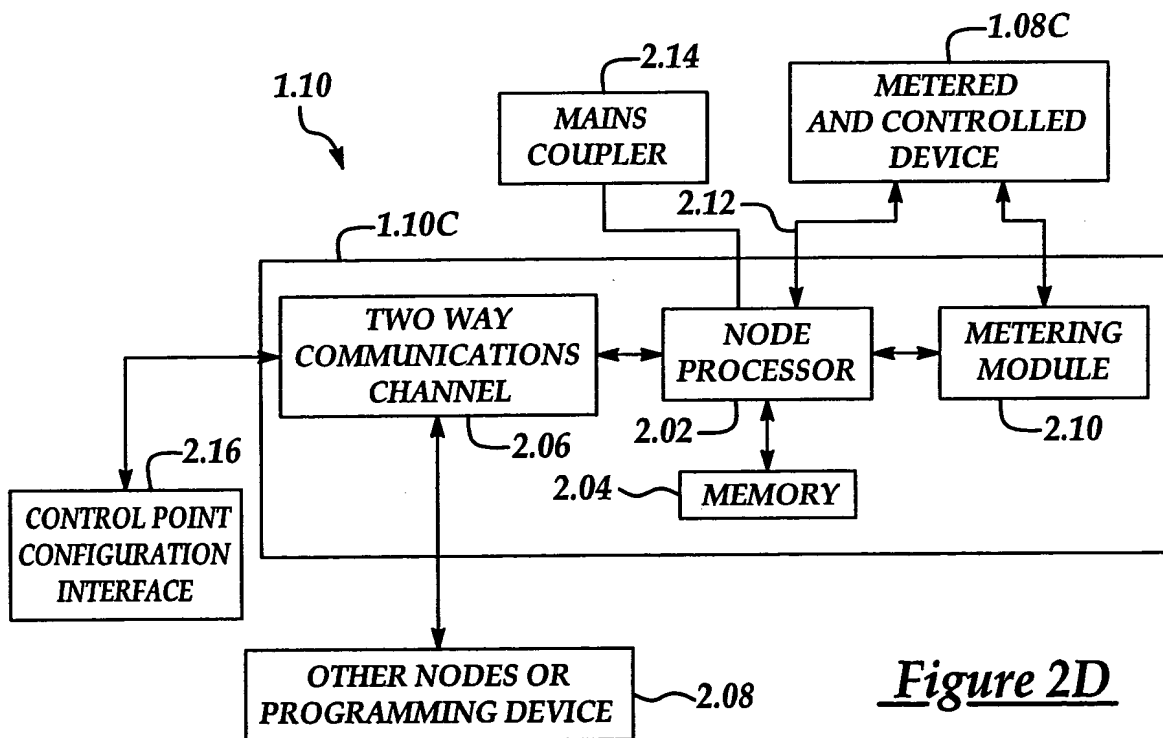 1.08C
2.14
1.10
MAINS
COUPLER
METERED
AND CONTROLLED
DEVICE
2.12
1.10C
TWO WAY
COMMUNICATIONS
CHANNEL
NODE
PROCESSOR
METERING
MODULE
2.06
2.02
2.10
2.16
2.04
MEMORY
CONTROL POINT
CONFIGURATION
INTERFACE
OTHER NODES OR
PROGRAMMING DEVICE
2.08
Figure 2D